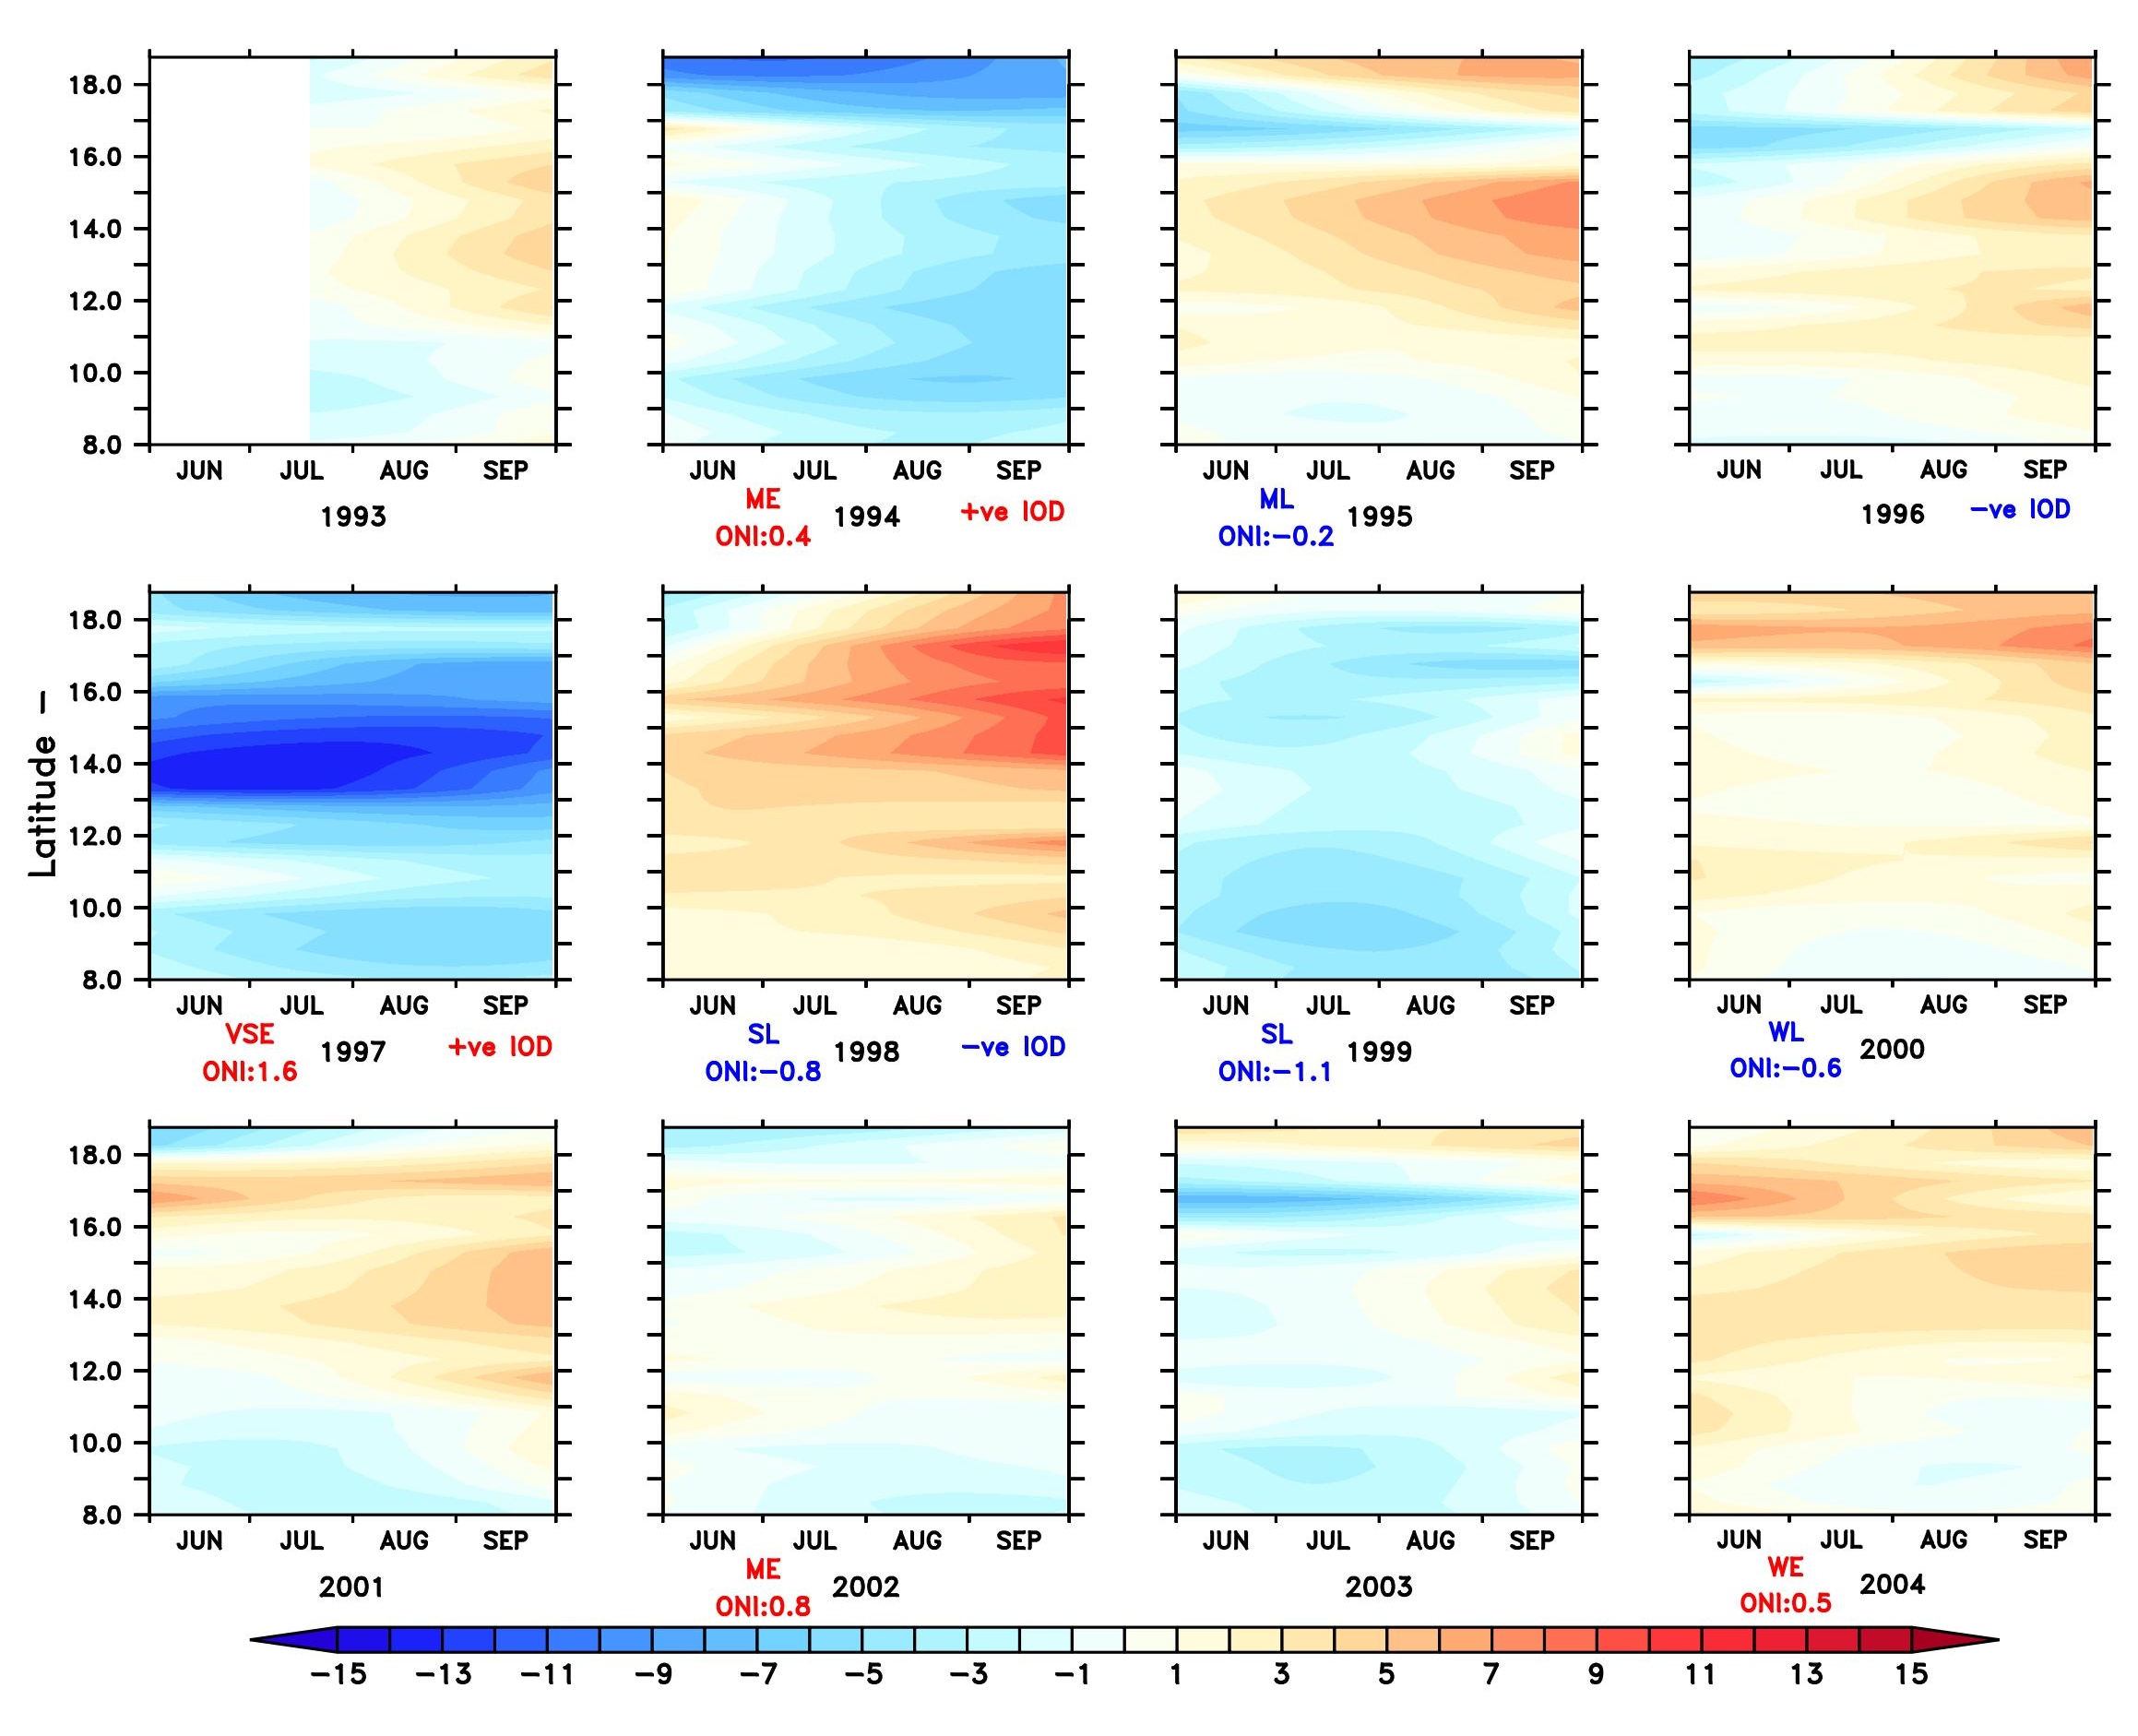 18.0
16.0
14.0
12.0
10.0
8.0
JUN JUL AUG SEP JUN JUL AUG SEP JUN JUL AUG SEP JUN JUL AUG SEP
1993 ME 1994 +ve IOD ML 1995 1996 −ve IOD
ONI:0.4 ONI:−0.2
Latitude −
18.0
16.0
14.0
12.0
10.0
8.0
JUN JUL AUG SEP JUN JUL AUG SEP JUN JUL AUG SEP JUN JUL AUG SEP
VSE 1997 +ve IOD SL 1998 −ve IOD SL 1999 WL 2000
ONI:1.6 ONI:−0.8 ONI:−1.1 ONI:−0.6
18.0
16.0
14.0
12.0
10.0
8.0
JUN JUL AUG SEP JUN JUL AUG SEP JUN JUL AUG SEP JUN JUL AUG SEP
2001 ME 2002 2003 WE 2004
ONI:0.8 ONI:0.5
−15 −13 −11 −9 −7 −5 −3 −1 1 3 5 7 9 11 13 15